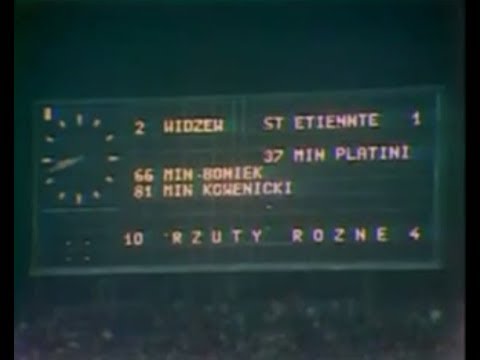 2 WIDZEW ST ETIENNTE 1
37 MIN PLATINI
66 MIN BONIEK
81 MIN KOWENICKI
10 RZUTY ROZNE 4